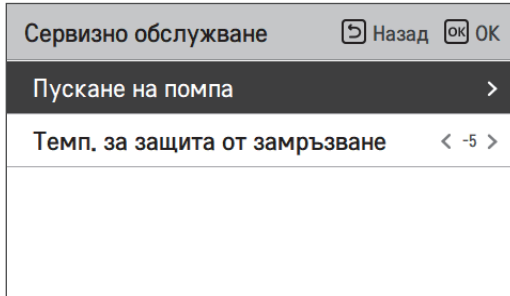 Сервизно обслужване Назад OK OK
Пускане на помпа >
Темп. за защита от замръзване < -5 >